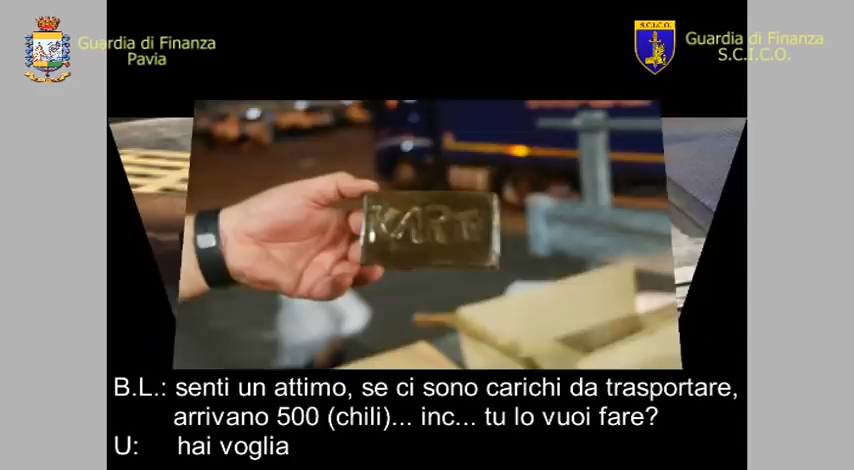 Guardia di Finanza
Pavia
S.C.I.C.O.
Guardia di Finanza
S.C.I.C.O.
KART
B.L.: senti un attimo, se ci sono carichi da trasportare,
arrivano 500 (chili)... inc... tu lo vuoi fare?
U: hai voglia